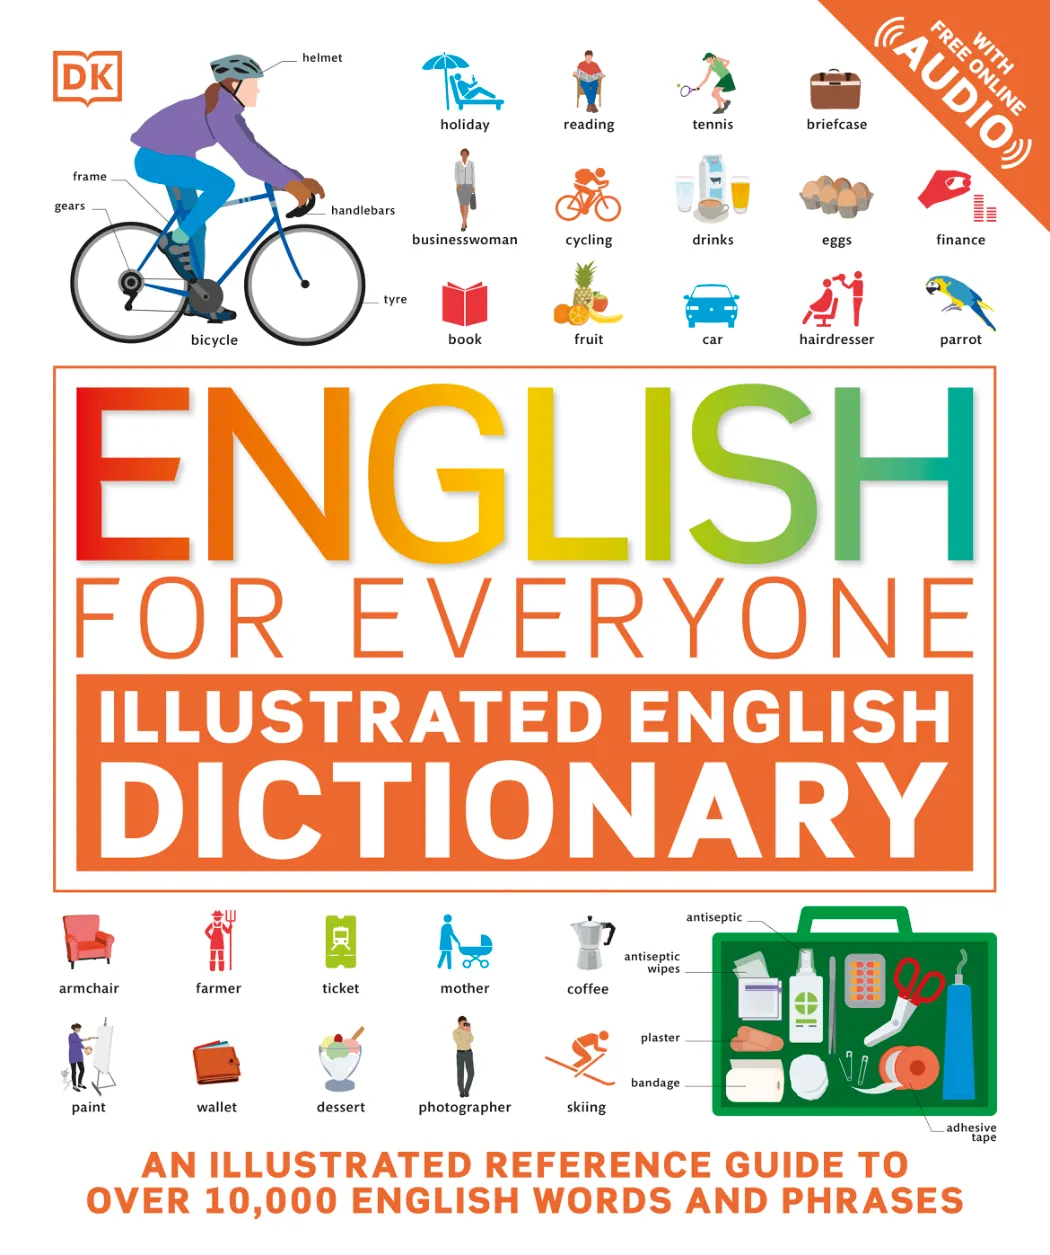 DK
WITH
FREE ONLINE
AUDIO
helmet
frame
gears
handlebars
tyre
bicycle
holiday
reading
tennis
briefcase
businesswoman
cycling
drinks
eggs
finance
book
fruit
car
hairdresser
parrot
ENGLISH
FOR EVERYONE
ILLUSTRATED ENGLISH
DICTIONARY
armchair
farmer
ticket
mother
coffee
paint
wallet
dessert
photographer
skiing
antiseptic
antiseptic
wipes
plaster
bandage
adhesive
tape
AN ILLUSTRATED REFERENCE GUIDE TO
OVER 10,000 ENGLISH WORDS AND PHRASES